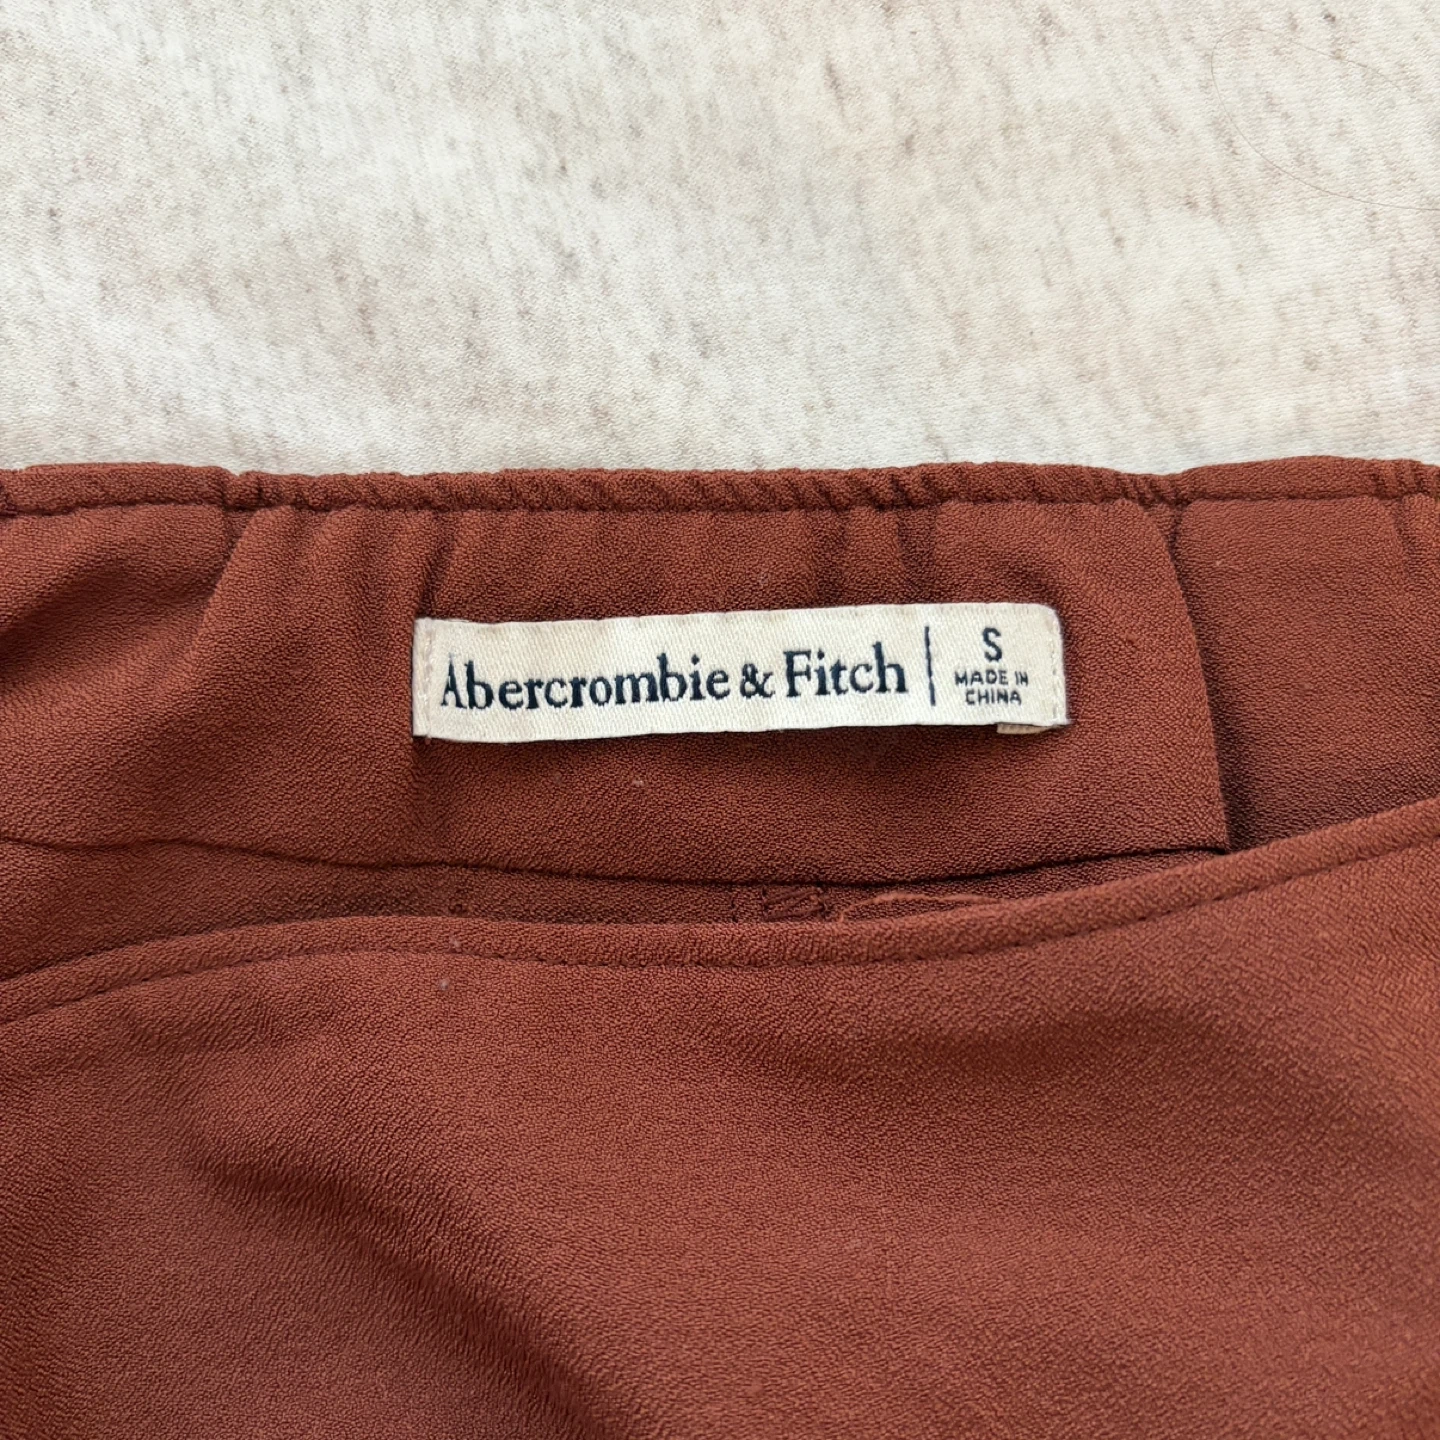 Abercrombie & Fitch
S
MADE IN
CHINA